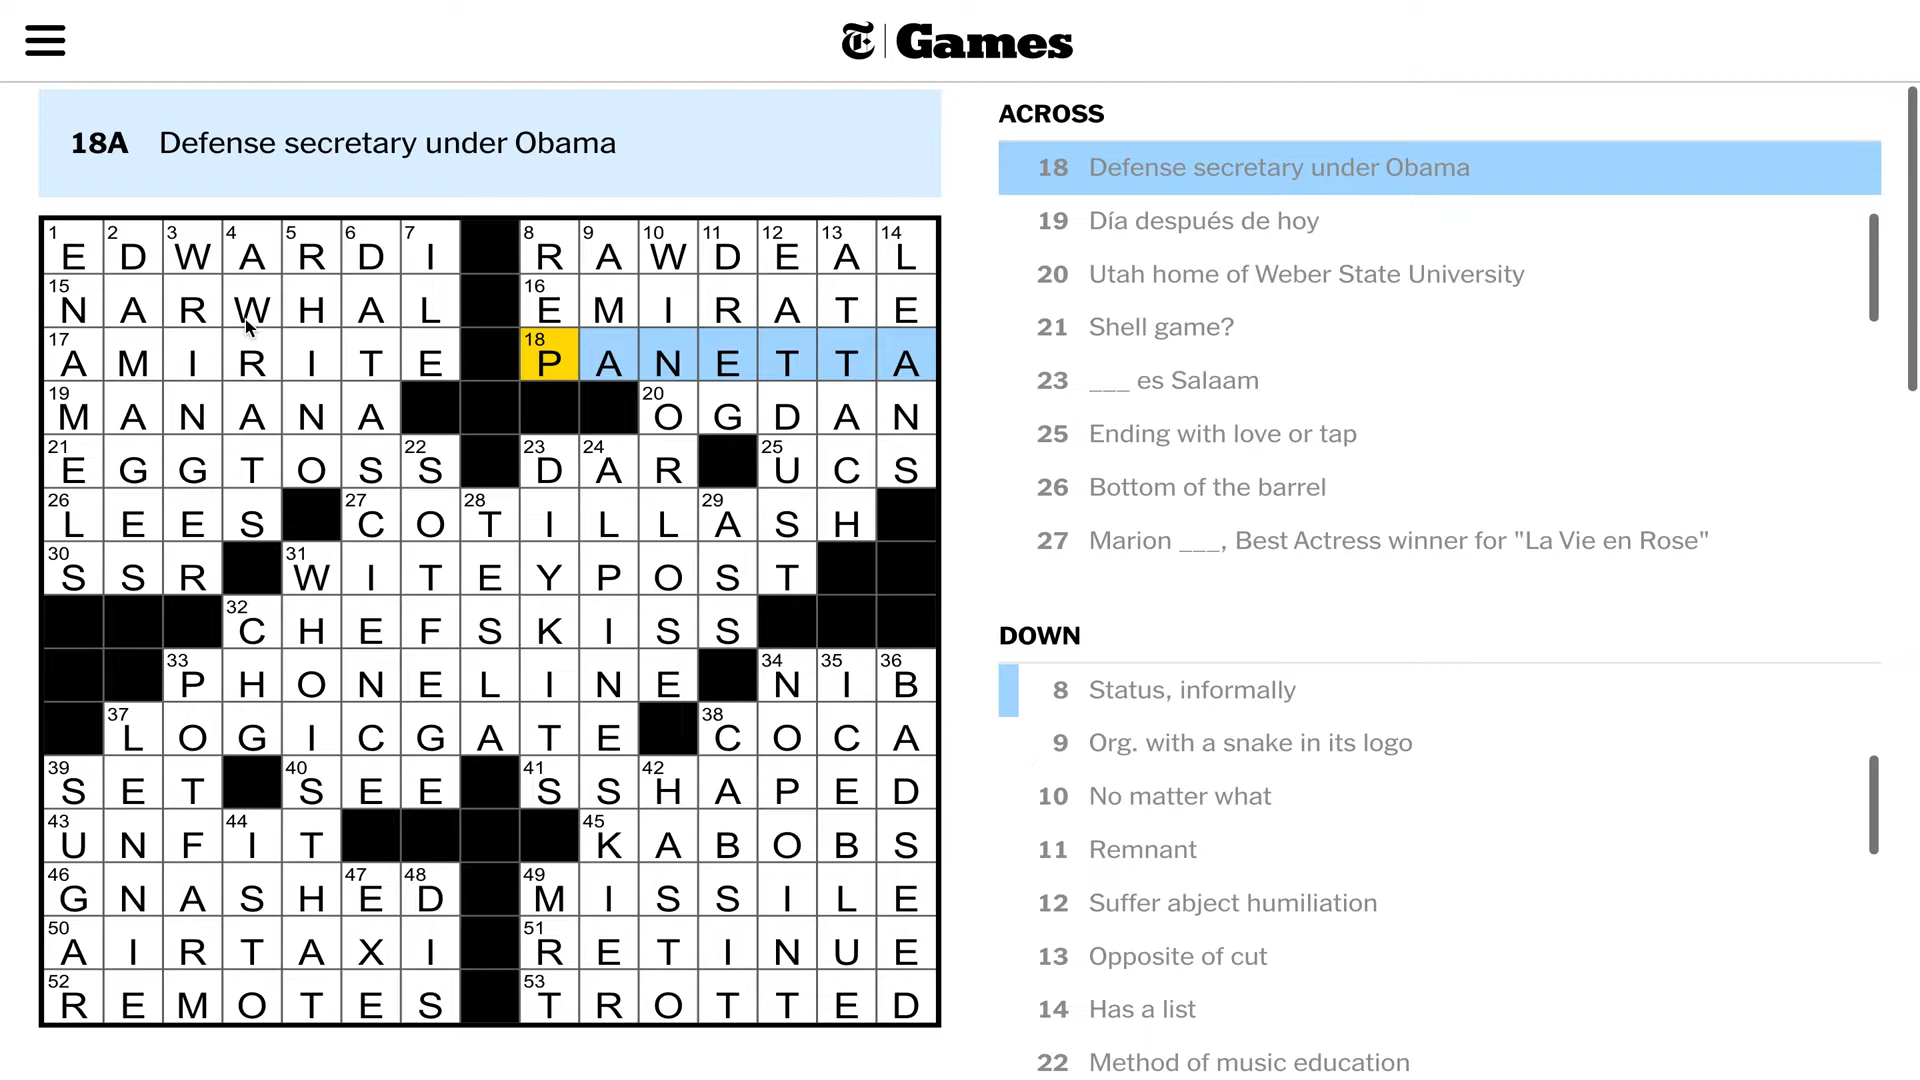 T Games
18A Defense secretary under Obama
1 2 3 4 5 6 7 8 9 10 11 12 13 14
E D W A R D I R A W D E A L
15 16
N A R W H A L E M I R A T E
17 18
A M I R I T E P A N E T T A
19 20
M A N A N A O G D A N
21 22 23 24 25
E G G T O S S D A R U C S
26 27 28 29
L E E S C O T I L L A S H
30 31
S S R W I T E Y P O S T
32
C H E F S K I S S
33 34 35 36
P H O N E L I N E N I B
37 38
L O G I C G A T E C O C A
39 40 41 42
S E T S E E S S H A P E D
43 44 45
U N F I T K A B O B S
46 47 48 49
G N A S H E D M I S S I L E
50 51
A I R T A X I R E T I N U E
52 53
R E M O T E S T R O T T E D
ACROSS
18 Defense secretary under Obama
19 Día después de hoy
20 Utah home of Weber State University
21 Shell game?
23 ___ es Salaam
25 Ending with love or tap
26 Bottom of the barrel
27 Marion ___, Best Actress winner for "La Vie en Rose"
DOWN
8 Status, informally
9 Org. with a snake in its logo
10 No matter what
11 Remnant
12 Suffer abject humiliation
13 Opposite of cut
14 Has a list
22 Method of music education